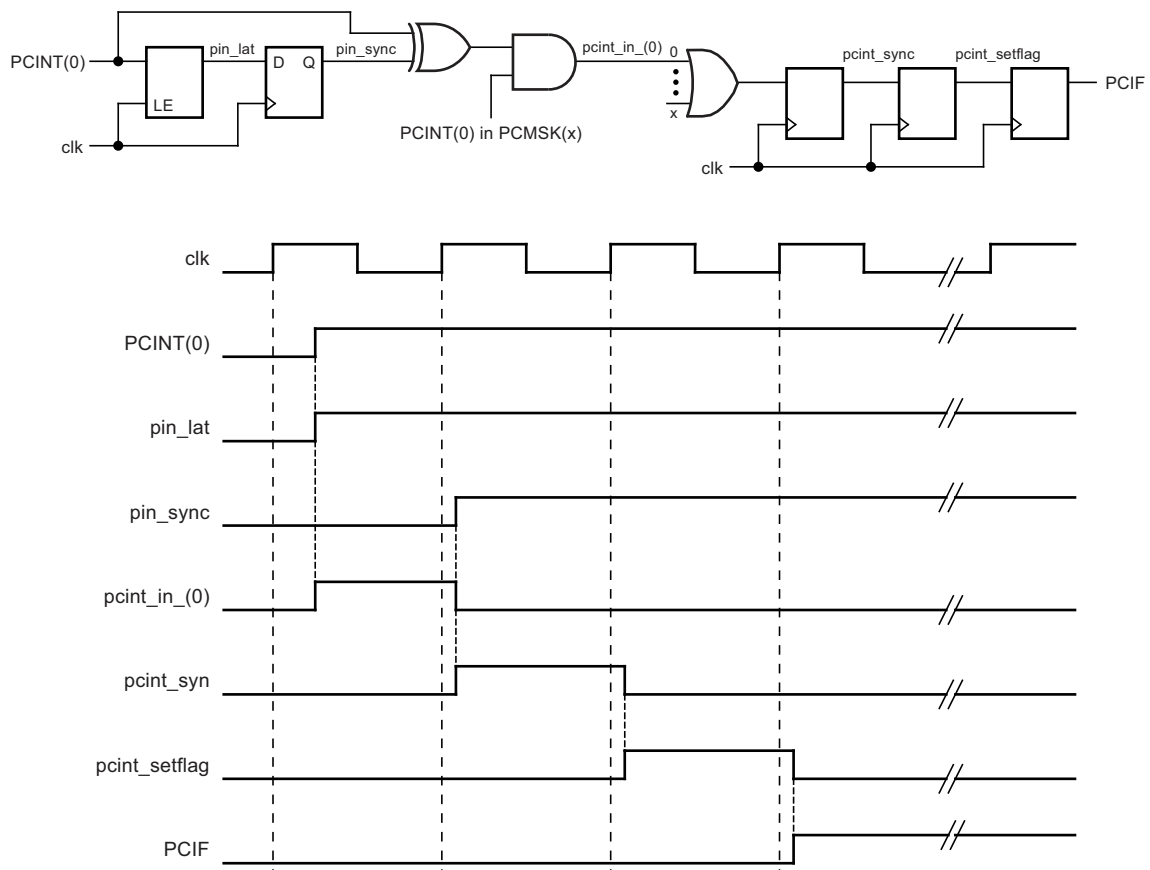 PCINT(0)
pin_lat
pin_sync
pcint_in_(0)
0
pcint_sync
pcint_setflag
D Q
LE
x
PCIF
PCINT(0) in PCMSK(x)
clk
clk
clk
PCINT(0)
pin_lat
pin_sync
pcint_in_(0)
pcint_syn
pcint_setflag
PCIF